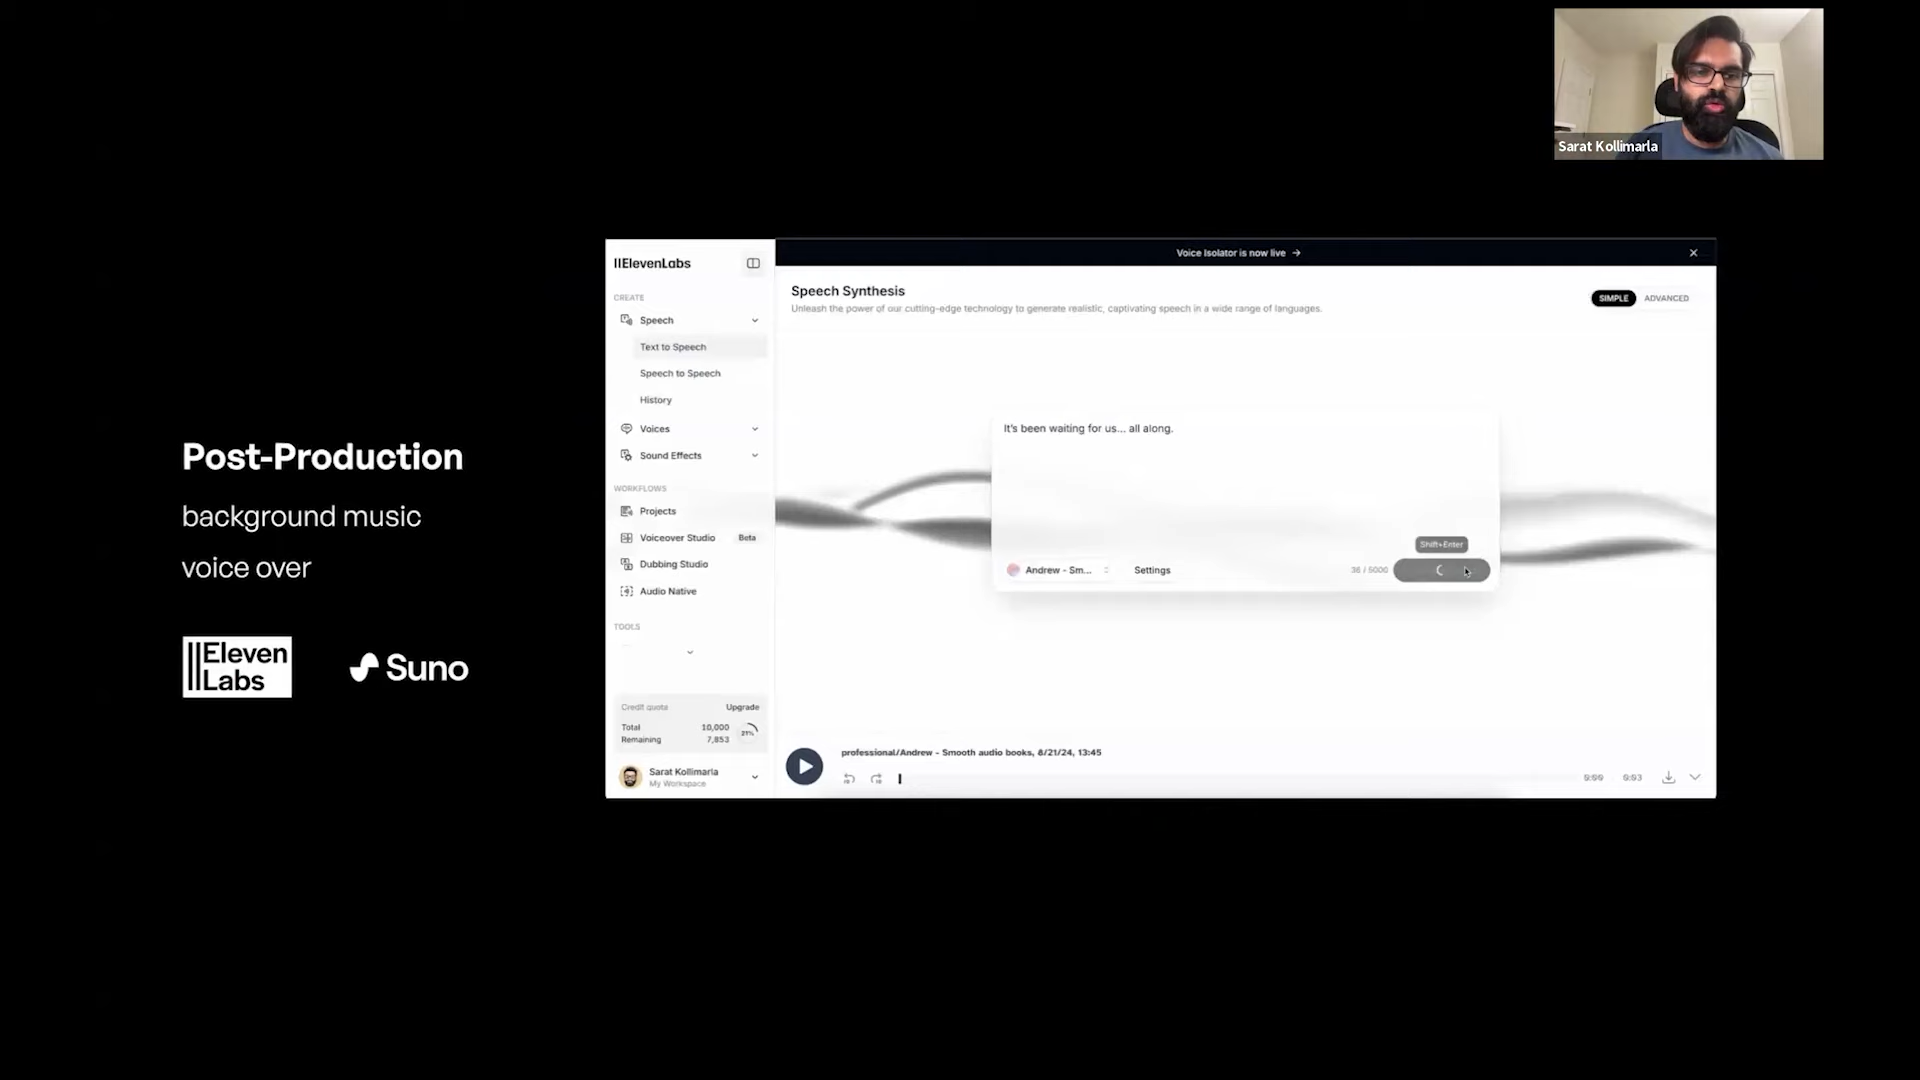 Sarat Kollimarla
Post-Production
background music
voice over
Eleven
Labs
Suno
IIElevenLabs
CREATE
Speech
Text to Speech
Speech to Speech
History
Voices
Sound Effects
WORKFLOWS
Projects
Voiceover Studio Beta
Dubbing Studio
Audio Native
TOOLS
Credit quota Upgrade
Total 10,000
Remaining 7,853
21%
Sarat Kollimarla
My Workspace
Voice Isolator is now live →
Speech Synthesis
Unleash the power of our cutting-edge technology to generate realistic, captivating speech in a wide range of languages.
SIMPLE ADVANCED
It's been waiting for us... all along.
Shift+Enter
Andrew - Sm... Settings 36 / 5000
professional/Andrew - Smooth audio books, 8/21/24, 13:45
0:00 0:03